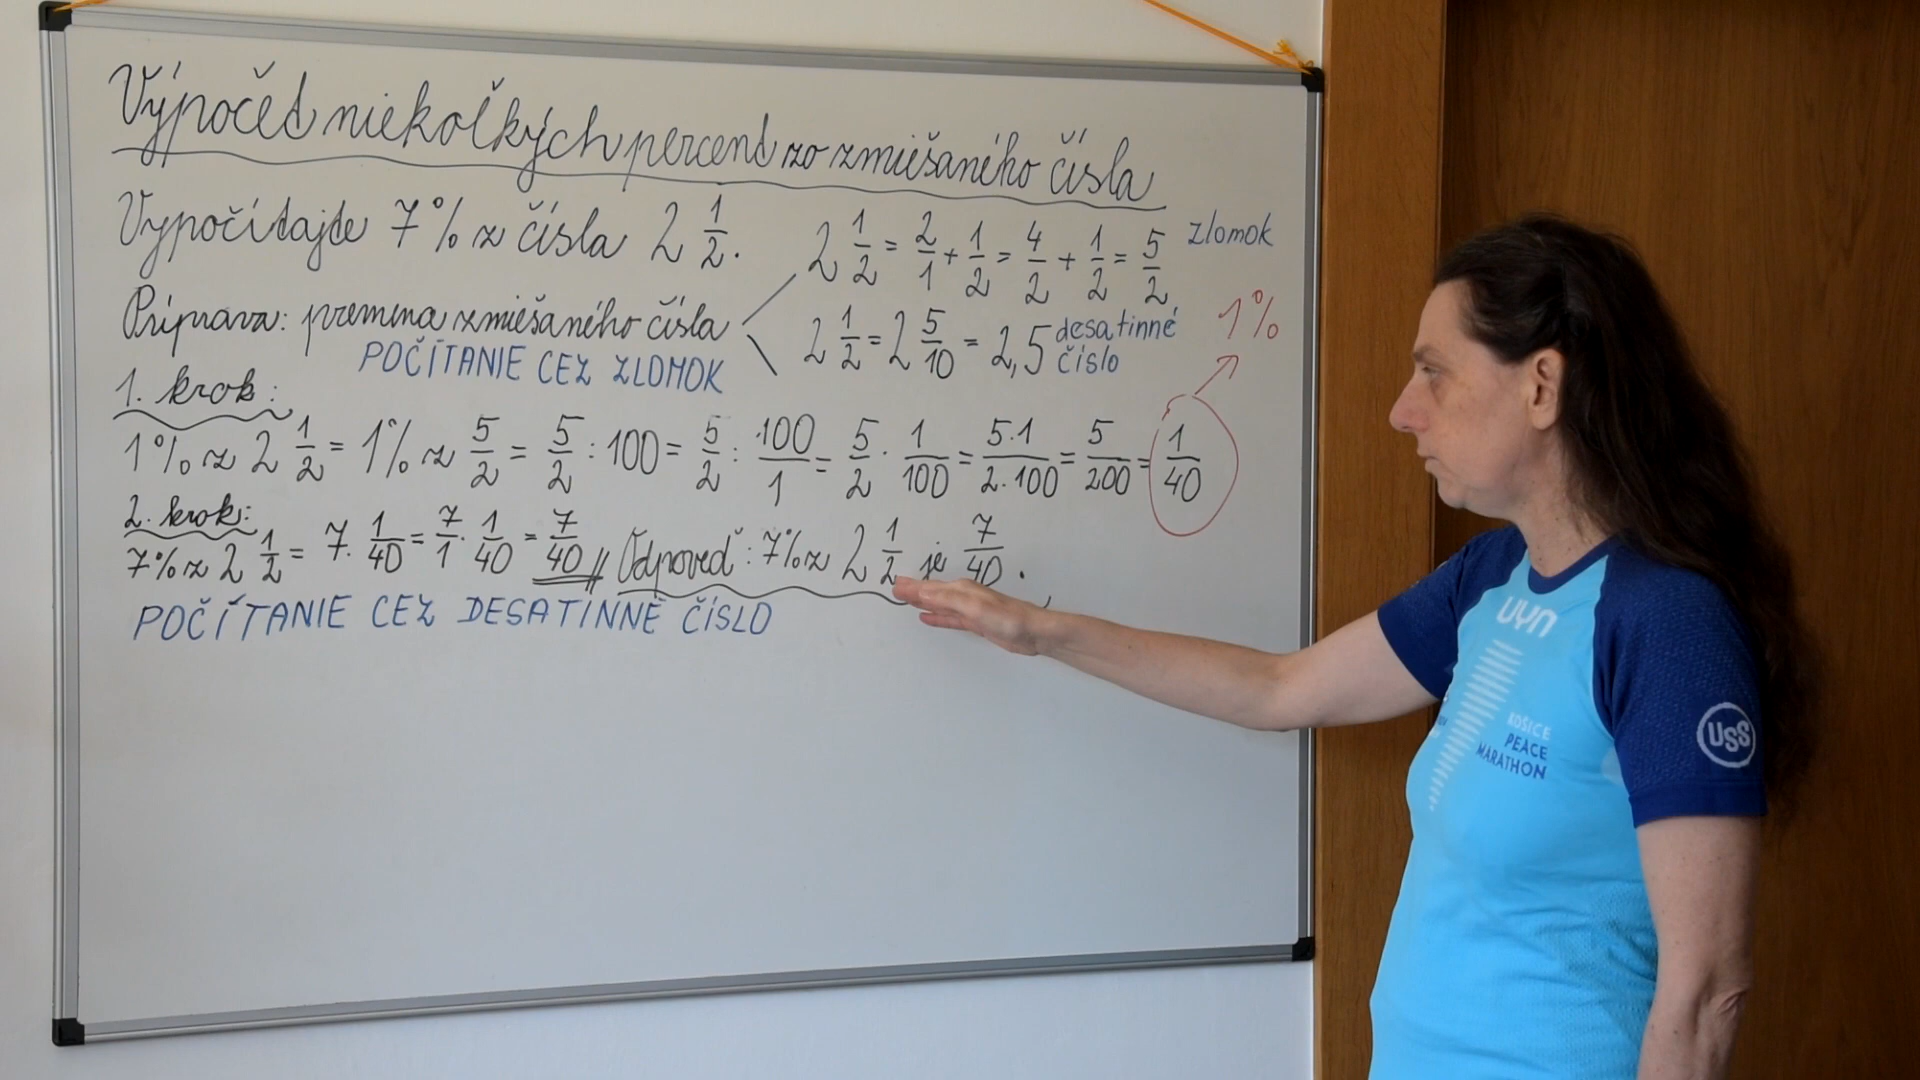 Výpočet niekoľkých percent zo zmiešaného čísla
Vypočítajte 7% z čísla 2 1/2.
Príprava: premena zmiešaného čísla
2 1/2 = 2/1 + 1/2 = 4/2 + 1/2 = 5/2 zlomok
2 1/2 = 2 5/10 = 2,5 desatinné číslo
1%
POČÍTANIE CEZ ZLOMOK
1. krok:
1% z 2 1/2 = 1% z 5/2 = 5/2 : 100 = 5/2 : 100/1 = 5/2 · 1/100 = 5·1/2·100 = 5/200 = 1/40
2. krok:
7% z 2 1/2 = 7· 1/40 = 7/1 · 1/40 = 7/40 // Odpoveď: 7% z 2 1/2 je 7/40.
POČÍTANIE CEZ DESATINNÉ ČÍSLO
UYN
KOŠICE
PEACE
MARATHON
USS